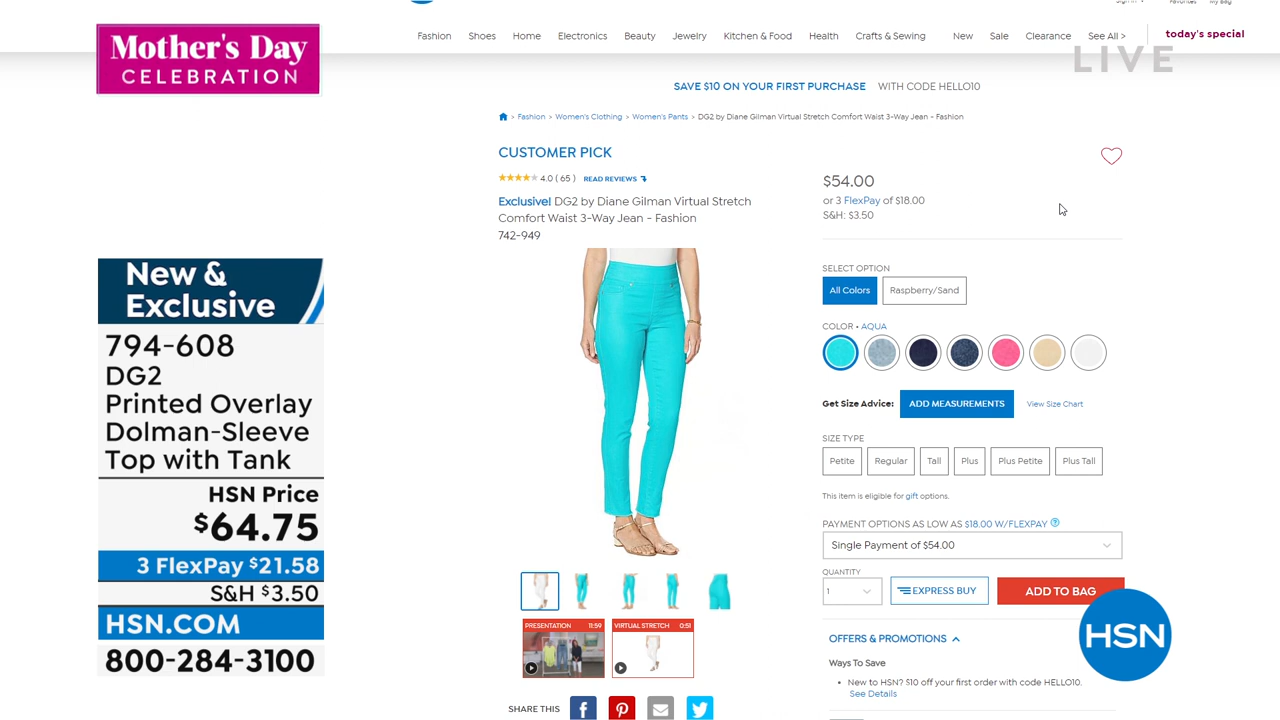 Sign In
Favorites
My Bag
Mother's Day
CELEBRATION
Fashion
Shoes
Home
Electronics
Beauty
Jewelry
Kitchen & Food
Health
Crafts & Sewing
New
Sale
Clearance
See All >
today's special
LIVE
SAVE $10 ON YOUR FIRST PURCHASE WITH CODE HELLO10
> Fashion > Women's Clothing > Women's Pants > DG2 by Diane Gilman Virtual Stretch Comfort Waist 3-Way Jean - Fashion
CUSTOMER PICK
4.0 ( 65 ) READ REVIEWS
Exclusive! DG2 by Diane Gilman Virtual Stretch
Comfort Waist 3-Way Jean - Fashion
742-949
$54.00
or 3 FlexPay of $18.00
S&H: $3.50
SELECT OPTION
All Colors
Raspberry/Sand
COLOR • AQUA
Get Size Advice:
ADD MEASUREMENTS
View Size Chart
SIZE TYPE
Petite
Regular
Tall
Plus
Plus Petite
Plus Tall
This item is eligible for gift options.
PAYMENT OPTIONS AS LOW AS $18.00 W/FLEXPAY ?
Single Payment of $54.00
QUANTITY
1
EXPRESS BUY
ADD TO BAG
HSN
OFFERS & PROMOTIONS
Ways To Save
• New to HSN? $10 off your first order with code HELLO10.
See Details
PRESENTATION 11:59
VIRTUAL STRETCH 0:51
SHARE THIS
New &
Exclusive
794-608
DG2
Printed Overlay
Dolman-Sleeve
Top with Tank
HSN Price
$64.75
3 FlexPay $21.58
S&H $3.50
HSN.COM
800-284-3100